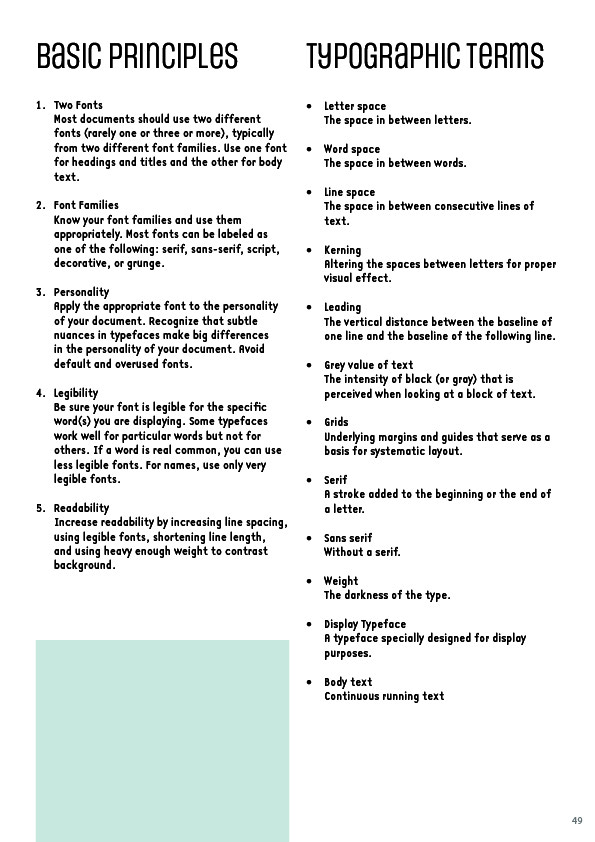 Basic Principles
1. Two Fonts
Most documents should use two different
fonts (rarely one or three or more), typically
from two different font families. Use one font
for headings and titles and the other for body
text.
2. Font Families
Know your font families and use them
appropriately. Most fonts can be labeled as
one of the following: serif, sans-serif, script,
decorative, or grunge.
3. Personality
Apply the appropriate font to the personality
of your document. Recognize that subtle
nuances in typefaces make big differences
in the personality of your document. Avoid
default and overused fonts.
4. Legibility
Be sure your font is legible for the specific
word(s) you are displaying. Some typefaces
work well for particular words but not for
others. If a word is real common, you can use
less legible fonts. For names, use only very
legible fonts.
5. Readability
Increase readability by increasing line spacing,
using legible fonts, shortening line length,
and using heavy enough weight to contrast
background.
Typographic Terms
• Letter space
The space in between letters.
• Word space
The space in between words.
• Line space
The space in between consecutive lines of
text.
• Kerning
Altering the spaces between letters for proper
visual effect.
• Leading
The vertical distance between the baseline of
one line and the baseline of the following line.
• Grey value of text
The intensity of black (or gray) that is
perceived when looking at a block of text.
• Grids
Underlying margins and guides that serve as a
basis for systematic layout.
• Serif
A stroke added to the beginning or the end of
a letter.
• Sans serif
Without a serif.
• Weight
The darkness of the type.
• Display Typeface
A typeface specially designed for display
purposes.
• Body text
Continuous running text
49